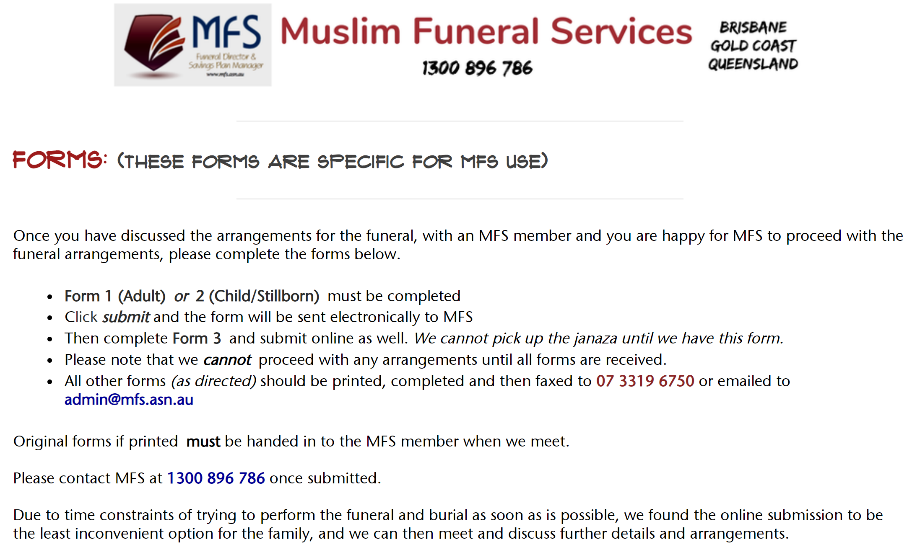 MFS
Funeral Director &
Savings Plan Manager
www.mfs.asn.au
Muslim Funeral Services
1300 896 786
BRISBANE
GOLD COAST
QUEENSLAND
FORMS: (THESE FORMS ARE SPECIFIC FOR MFS USE)
Once you have discussed the arrangements for the funeral, with an MFS member and you are happy for MFS to proceed with the
funeral arrangements, please complete the forms below.
• Form 1 (Adult) or 2 (Child/Stillborn) must be completed
• Click submit and the form will be sent electronically to MFS
• Then complete Form 3 and submit online as well. We cannot pick up the janaza until we have this form.
• Please note that we cannot proceed with any arrangements until all forms are received.
• All other forms (as directed) should be printed, completed and then faxed to 07 3319 6750 or emailed to
admin@mfs.asn.au
Original forms if printed must be handed in to the MFS member when we meet.
Please contact MFS at 1300 896 786 once submitted.
Due to time constraints of trying to perform the funeral and burial as soon as is possible, we found the online submission to be
the least inconvenient option for the family, and we can then meet and discuss further details and arrangements.